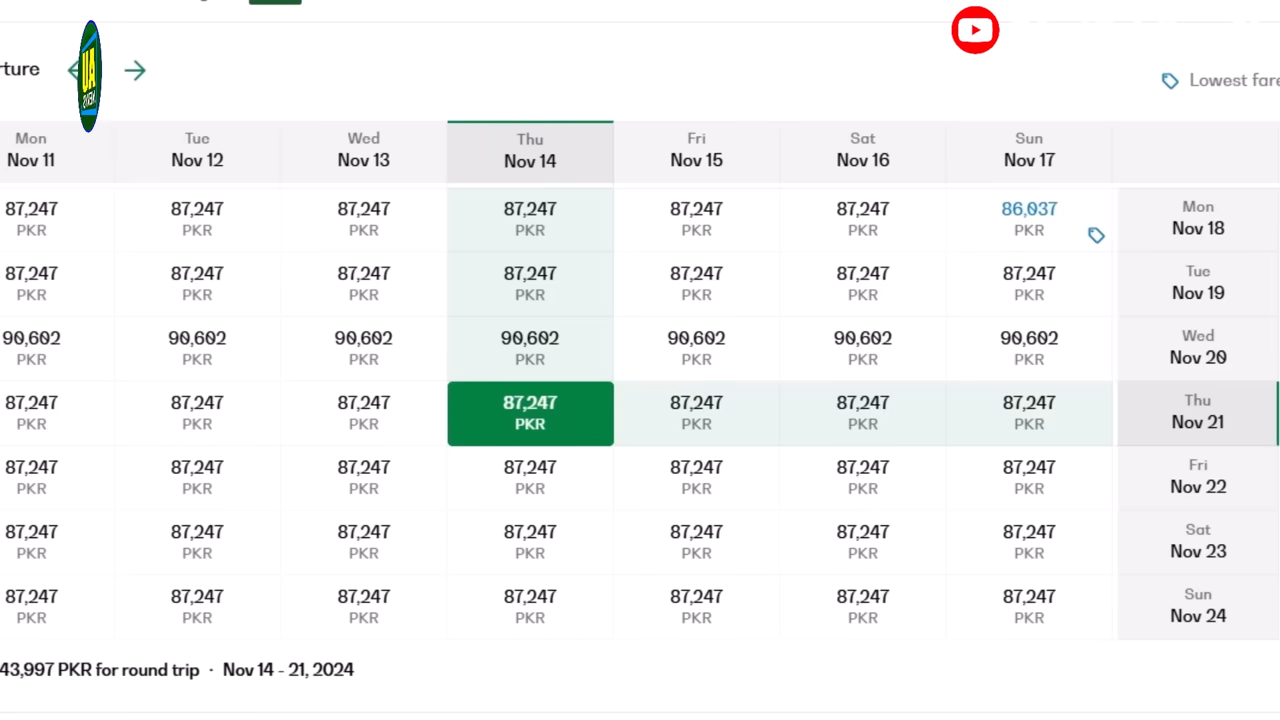 rture
UA
NEWS
Lowest fare
Mon Tue Wed Thu Fri Sat Sun
Nov 11 Nov 12 Nov 13 Nov 14 Nov 15 Nov 16 Nov 17
87,247 87,247 87,247 87,247 87,247 87,247 86,037 Mon
PKR PKR PKR PKR PKR PKR PKR Nov 18
87,247 87,247 87,247 87,247 87,247 87,247 87,247 Tue
PKR PKR PKR PKR PKR PKR PKR Nov 19
90,602 90,602 90,602 90,602 90,602 90,602 90,602 Wed
PKR PKR PKR PKR PKR PKR PKR Nov 20
87,247 87,247 87,247 87,247 87,247 87,247 87,247 Thu
PKR PKR PKR PKR PKR PKR PKR Nov 21
87,247 87,247 87,247 87,247 87,247 87,247 87,247 Fri
PKR PKR PKR PKR PKR PKR PKR Nov 22
87,247 87,247 87,247 87,247 87,247 87,247 87,247 Sat
PKR PKR PKR PKR PKR PKR PKR Nov 23
87,247 87,247 87,247 87,247 87,247 87,247 87,247 Sun
PKR PKR PKR PKR PKR PKR PKR Nov 24
43,997 PKR for round trip · Nov 14 - 21, 2024